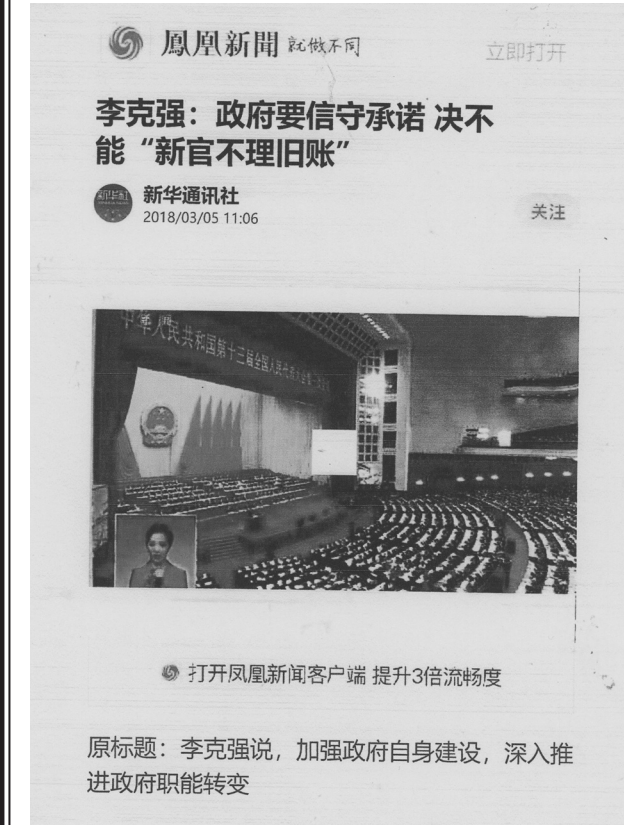 鳳凰新聞 就做不同
立即打开
李克强：政府要信守承诺 决不
能“新官不理旧账”
新华社
新华通讯社
2018/03/05 11:06
关注
中华人民共和国第十三届全国人民代表大会第一次会议
打开凤凰新闻客户端 提升3倍流畅度
原标题：李克强说，加强政府自身建设，深入推
进政府职能转变